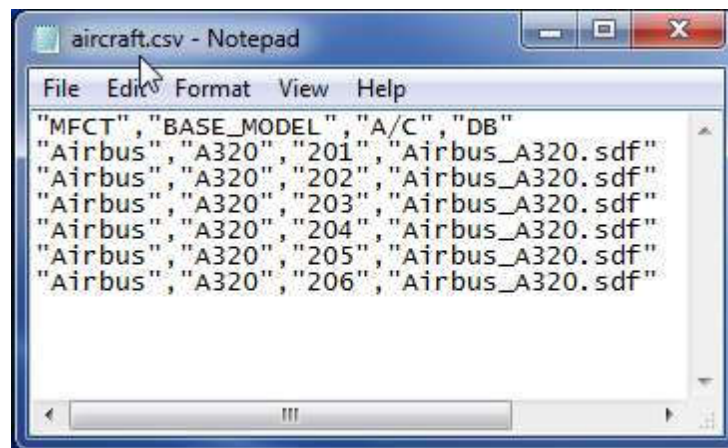 aircraft.csv - Notepad
File Edit Format View Help
"MFCT","BASE_MODEL","A/C","DB"
"Airbus","A320","201","Airbus_A320.sdf"
"Airbus","A320","202","Airbus_A320.sdf"
"Airbus","A320","203","Airbus_A320.sdf"
"Airbus","A320","204","Airbus_A320.sdf"
"Airbus","A320","205","Airbus_A320.sdf"
"Airbus","A320","206","Airbus_A320.sdf"